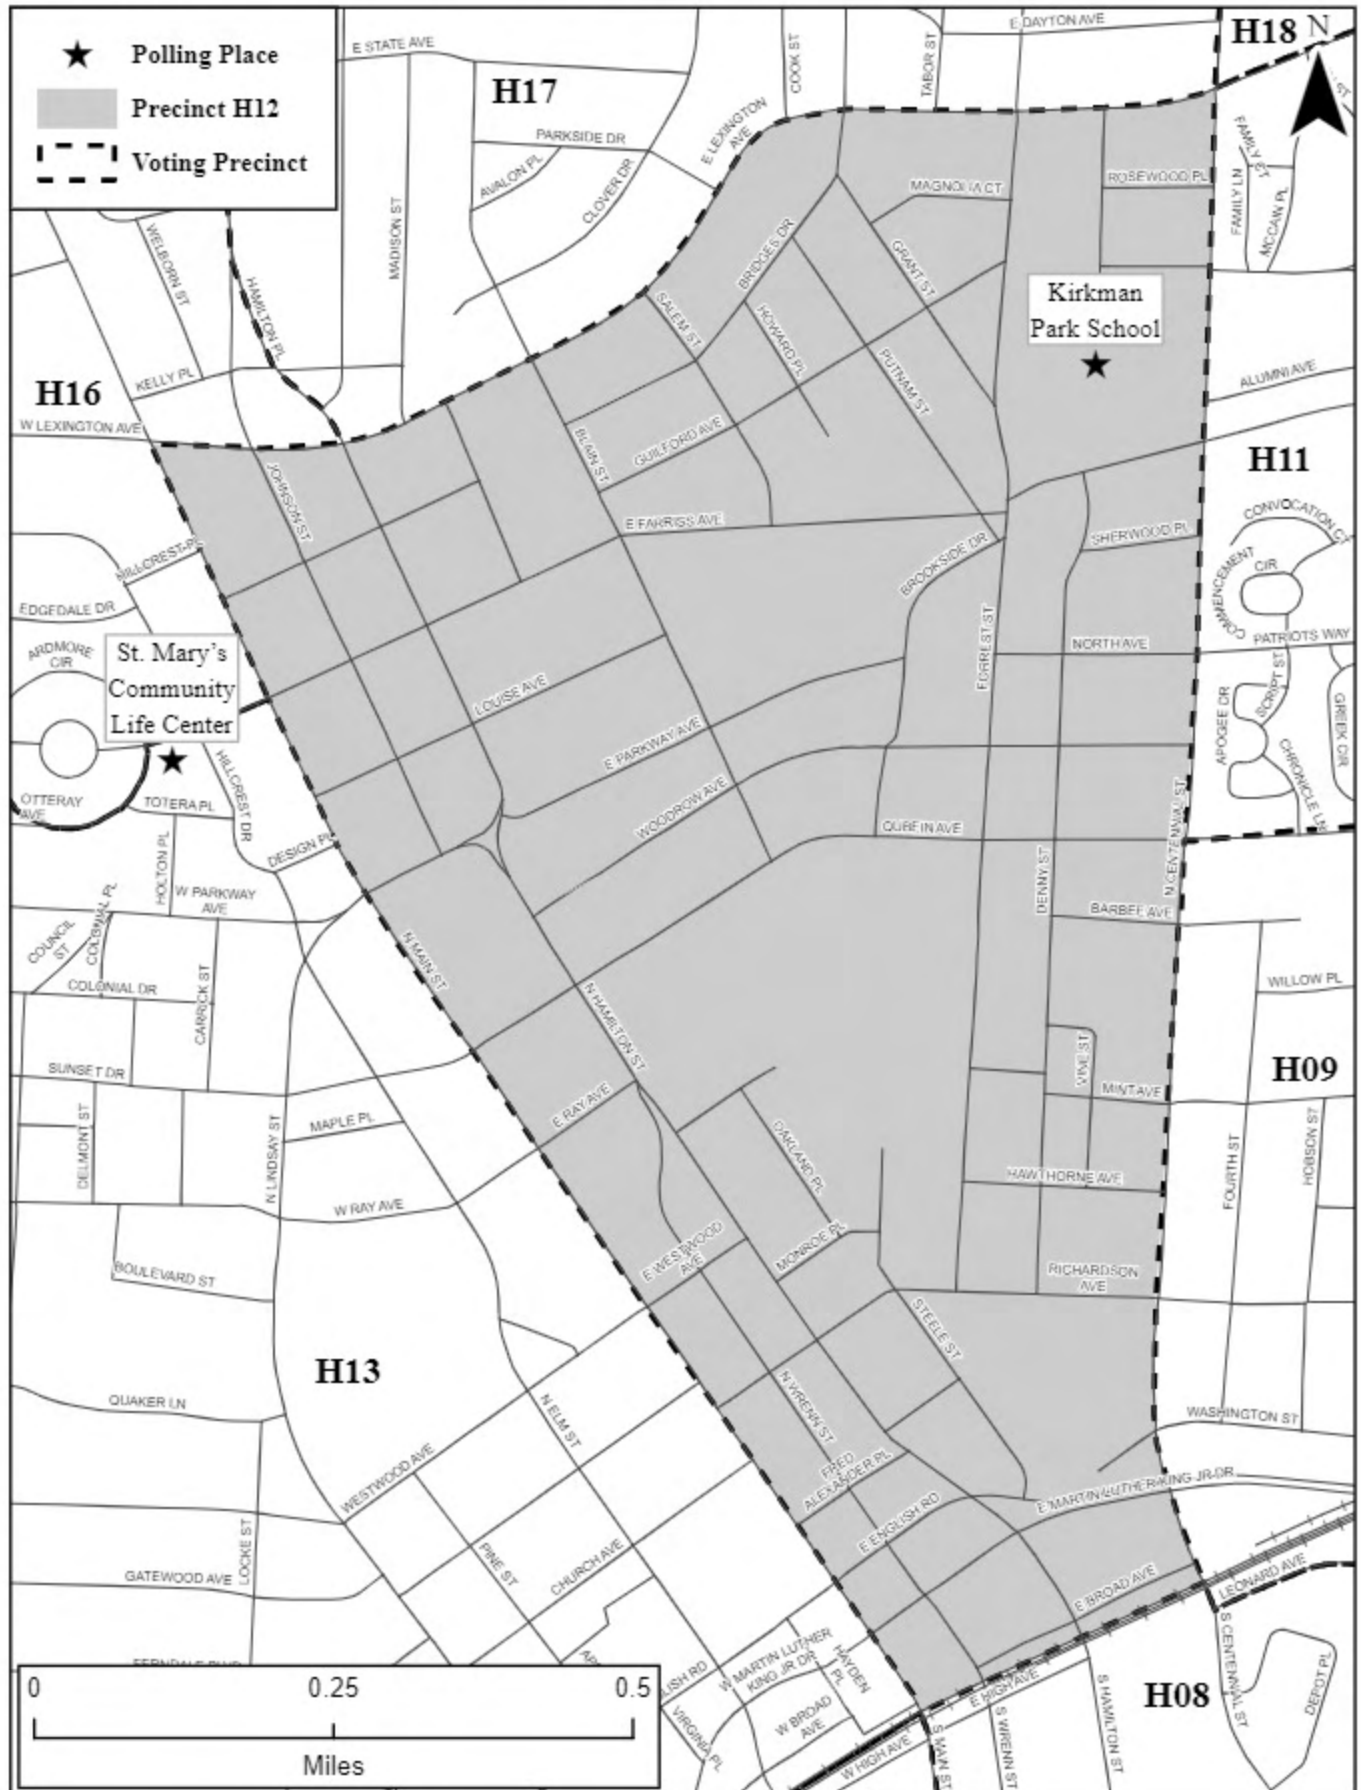 Polling Place
Precinct H12
Voting Precinct
H18
N
E DAYTON AVE
E STATE AVE
H17
COOK ST
TABOR ST
E LEXINGTON
AVE
PARKSIDE DR
AVALON PL
CLOVER DR
MADISON ST
WELBORN ST
HAMILTON PL
KELLY PL
H16
W LEXINGTON AVE
MAGNOLIA CT
ROSEWOOD PL
FAMILY CT
FAMILY LN
MCCAIN PL
BRIDGES DR
GRANT ST
SALEM ST
HOWARD PL
PUTNAM ST
Kirkman
Park School
ALUMNI AVE
H11
GUILFORD AVE
BLAIN ST
JOHNSON ST
E FARRISS AVE
BROOKSIDE DR
SHERWOOD PL
CONVOCATION CT
COMMENCEMENT
CIR
PATRIOTS WAY
HILLCREST PL
EDGEDALE DR
ARDMORE
CIR
St. Mary's
Community
Life Center
OTTERAY
AVE
TOTERA PL
HILLCREST DR
DESIGN PL
HOLTON PL
W PARKWAY
AVE
COUNCIL
ST
COLONIAL PL
COLONIAL DR
CARRICK ST
LOUISE AVE
E PARKWAY AVE
WOODROW AVE
FORREST ST
NORTH AVE
SCRIPT ST
APOGEE DR
GREEK CIR
CHRONICLE LN
N CENTENNIAL ST
QUBEIN AVE
DENNY ST
BARBEE AVE
WILLOW PL
N MAIN ST
N HAMILTON ST
VINE ST
MINT AVE
H09
SUNSET DR
DELMONT ST
N LINDSAY ST
MAPLE PL
W RAY AVE
E RAY AVE
OAKLAND PL
HAWTHORNE AVE
FOURTH ST
HOBSON ST
BOULEVARD ST
E WESTWOOD
AVE
MONROE PL
RICHARDSON
AVE
STEELE ST
H13
QUAKER LN
N ELM ST
N WRENN ST
WASHINGTON ST
WESTWOOD AVE
FRED
ALEXANDER PL
E ENGLISH RD
E MARTIN LUTHER KING JR DR
LOCKE ST
GATEWOOD AVE
PINE ST
CHURCH AVE
E BROAD AVE
LEONARD AVE
S CENTENNIAL ST
DEPOT PL
H08
W MARTIN LUTHER
KING JR DR
HAYDEN
PL
W BROAD
AVE
VIRGINIA PL
E HIGH AVE
W HIGH AVE
S MAIN ST
S WRENN ST
S HAMILTON ST
0
0.25
0.5
Miles